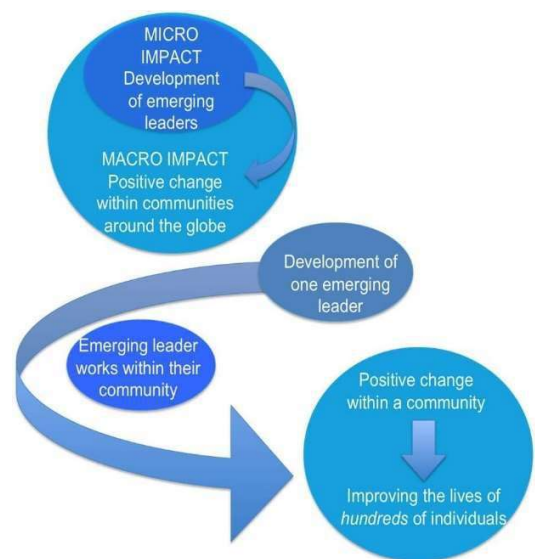 MICRO
IMPACT
Development
of emerging
leaders
MACRO IMPACT
Positive change
within communities
around the globe
Development of
one emerging
leader
Emerging leader
works within their
community
Positive change
within a community
Improving the lives of
hundreds of individuals